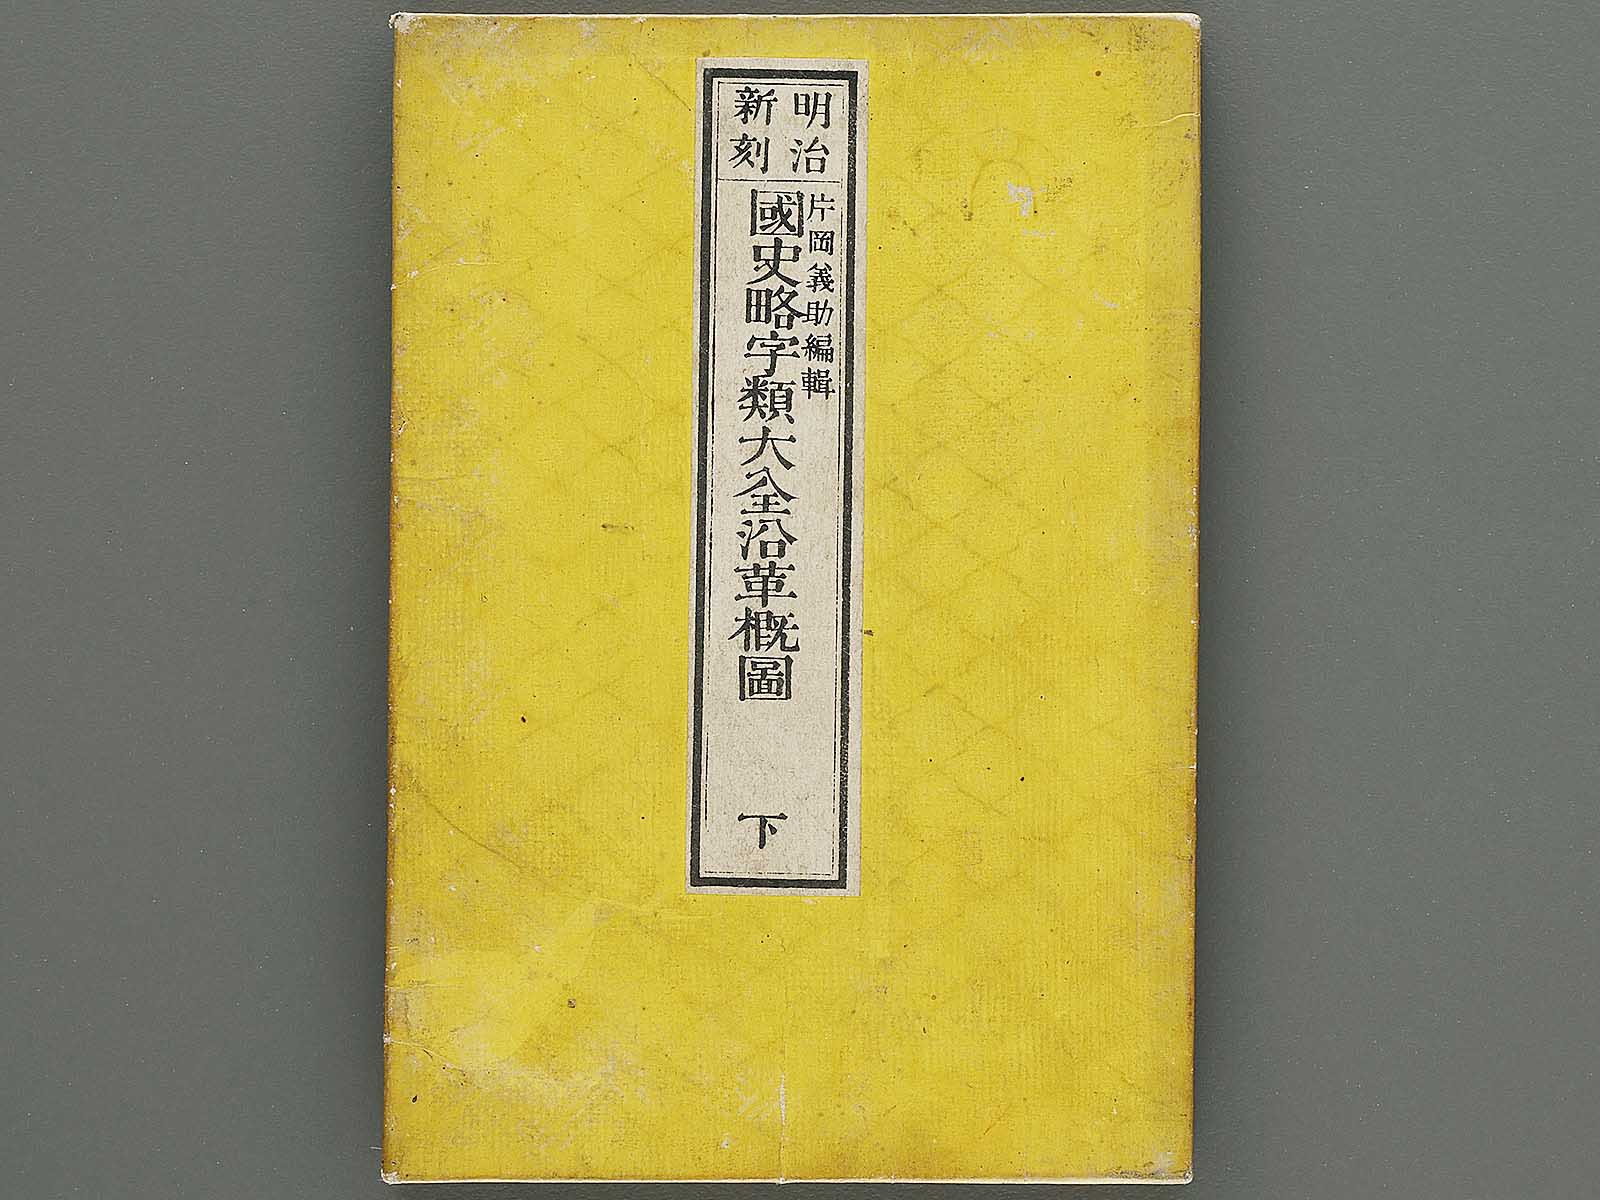 明治
新刻
片岡義助編輯
國史略字類大全沿革概圖
下